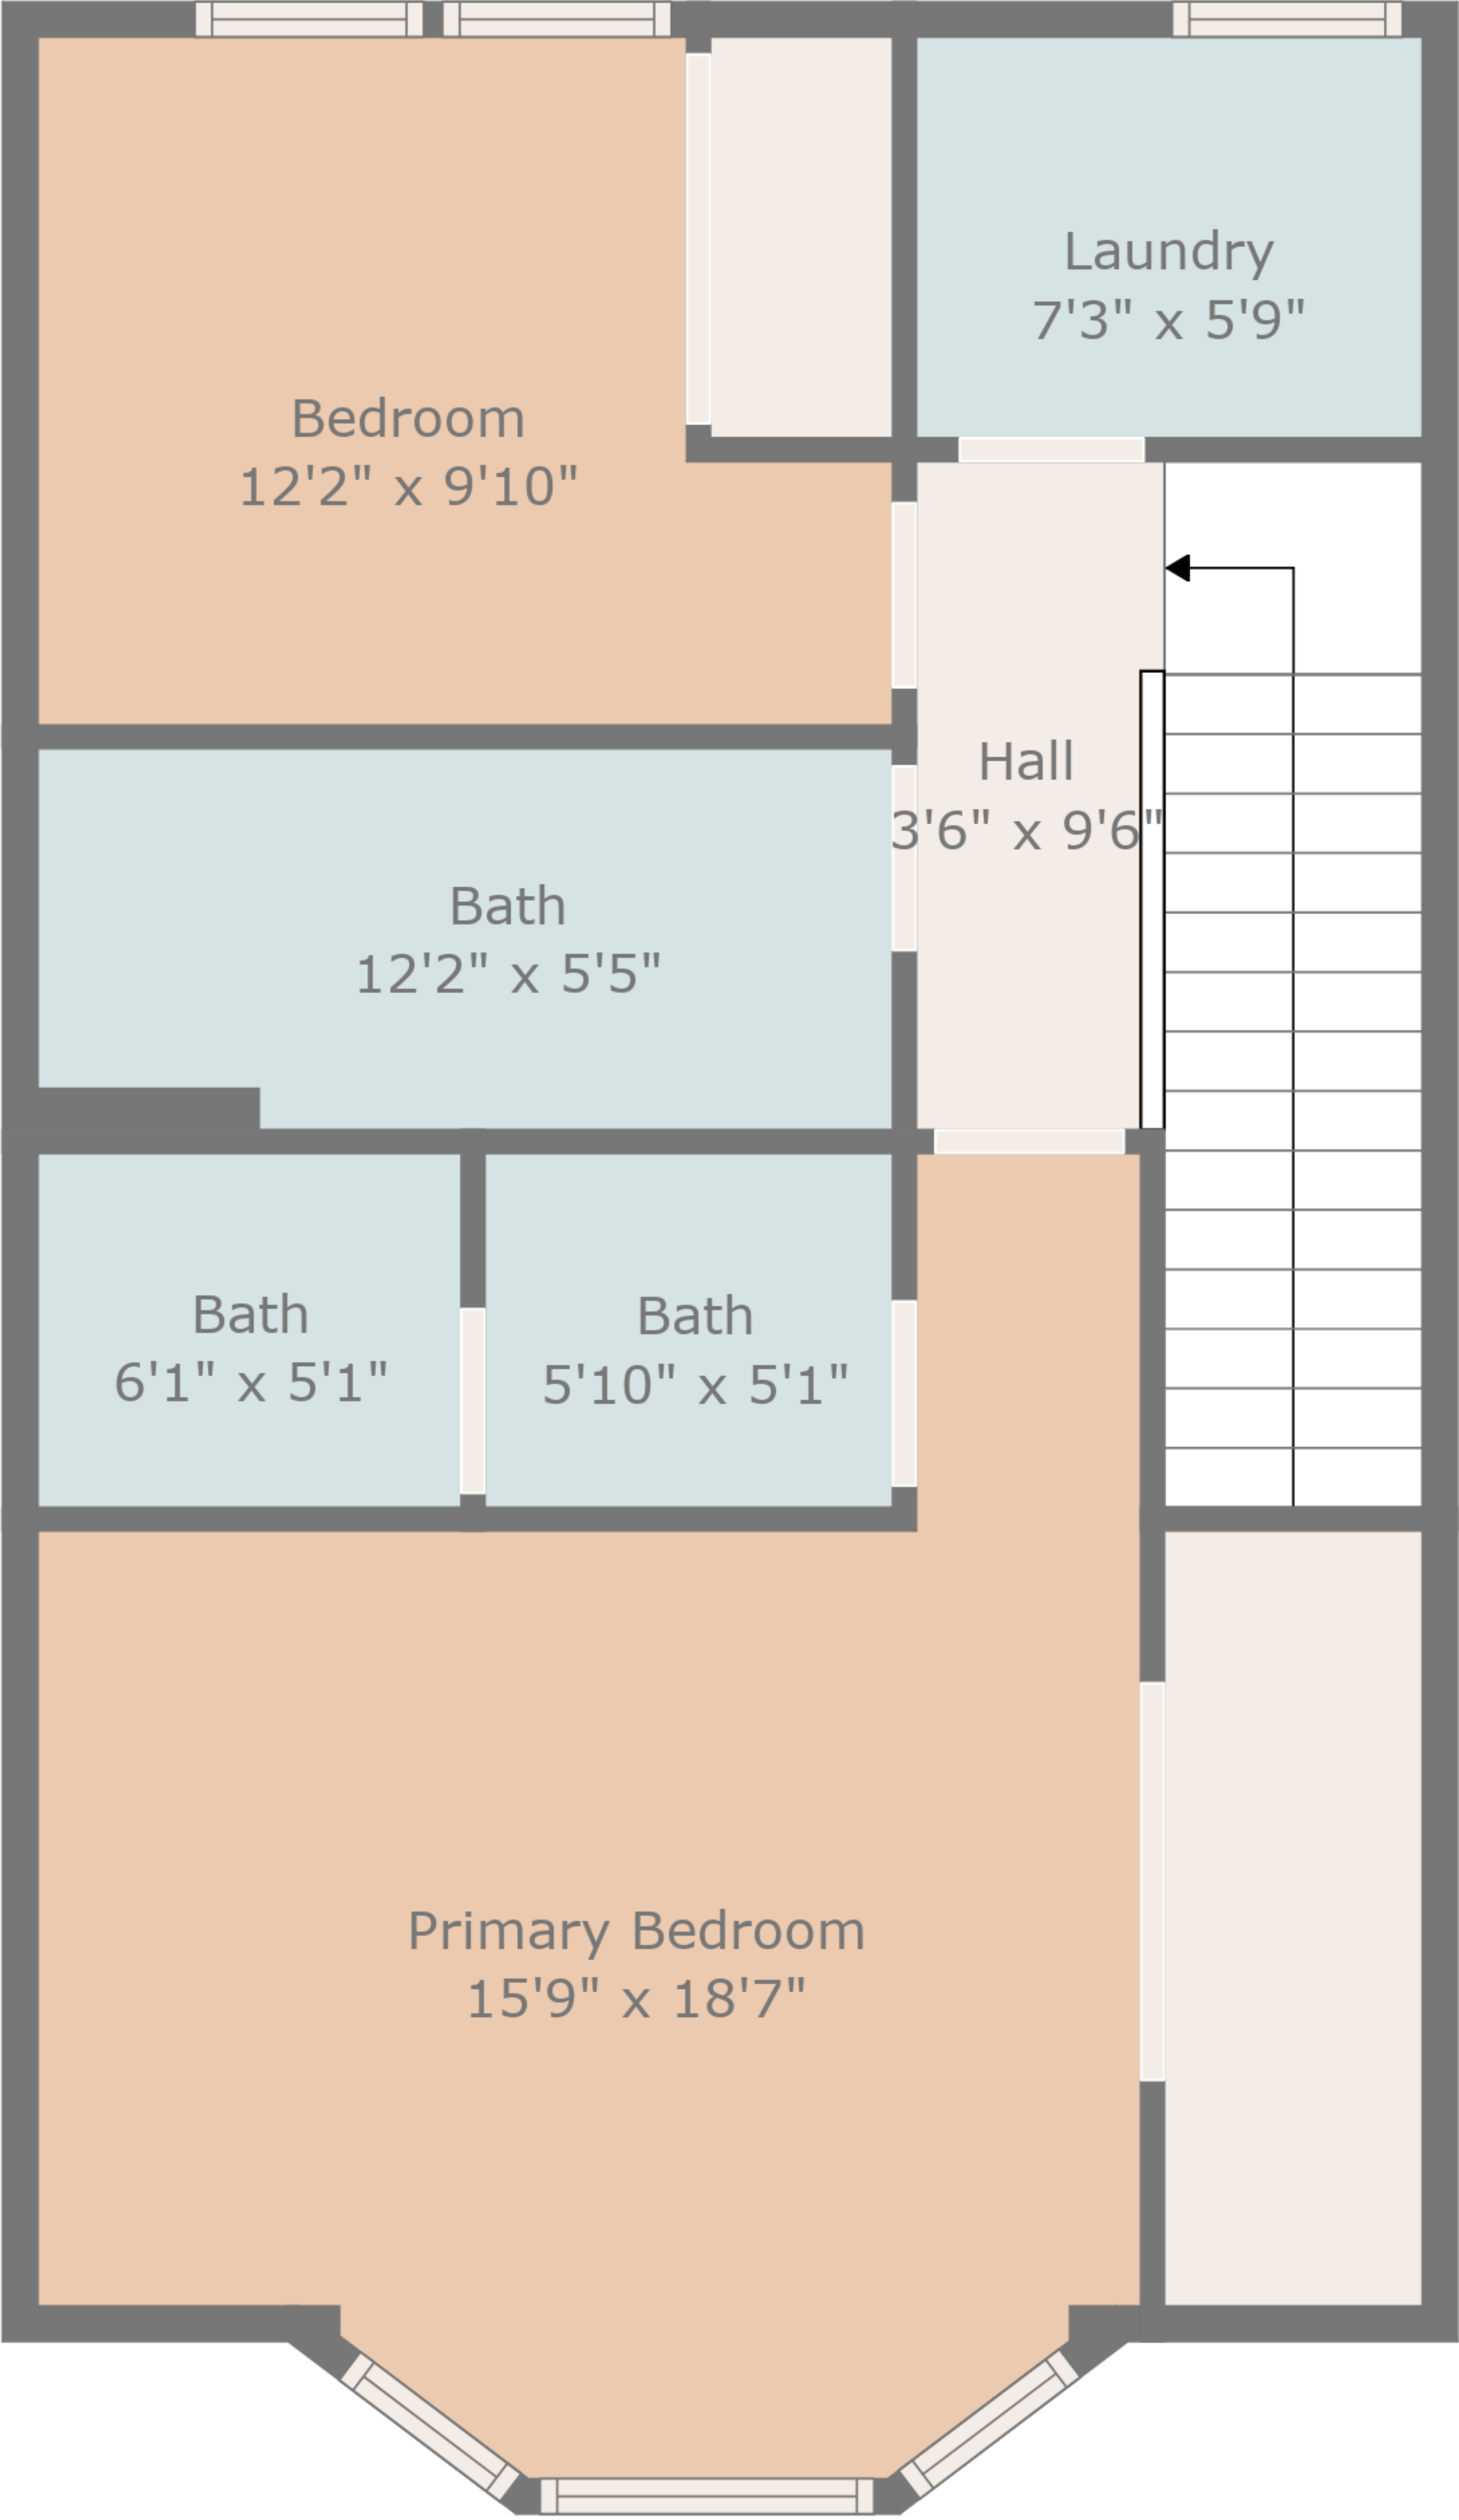 Laundry
7'3" x 5'9"
Bedroom
12'2" x 9'10"
Hall
3'6" x 9'6"
Bath
12'2" x 5'5"
Bath
6'1" x 5'1"
Bath
5'10" x 5'1"
Primary Bedroom
15'9" x 18'7"